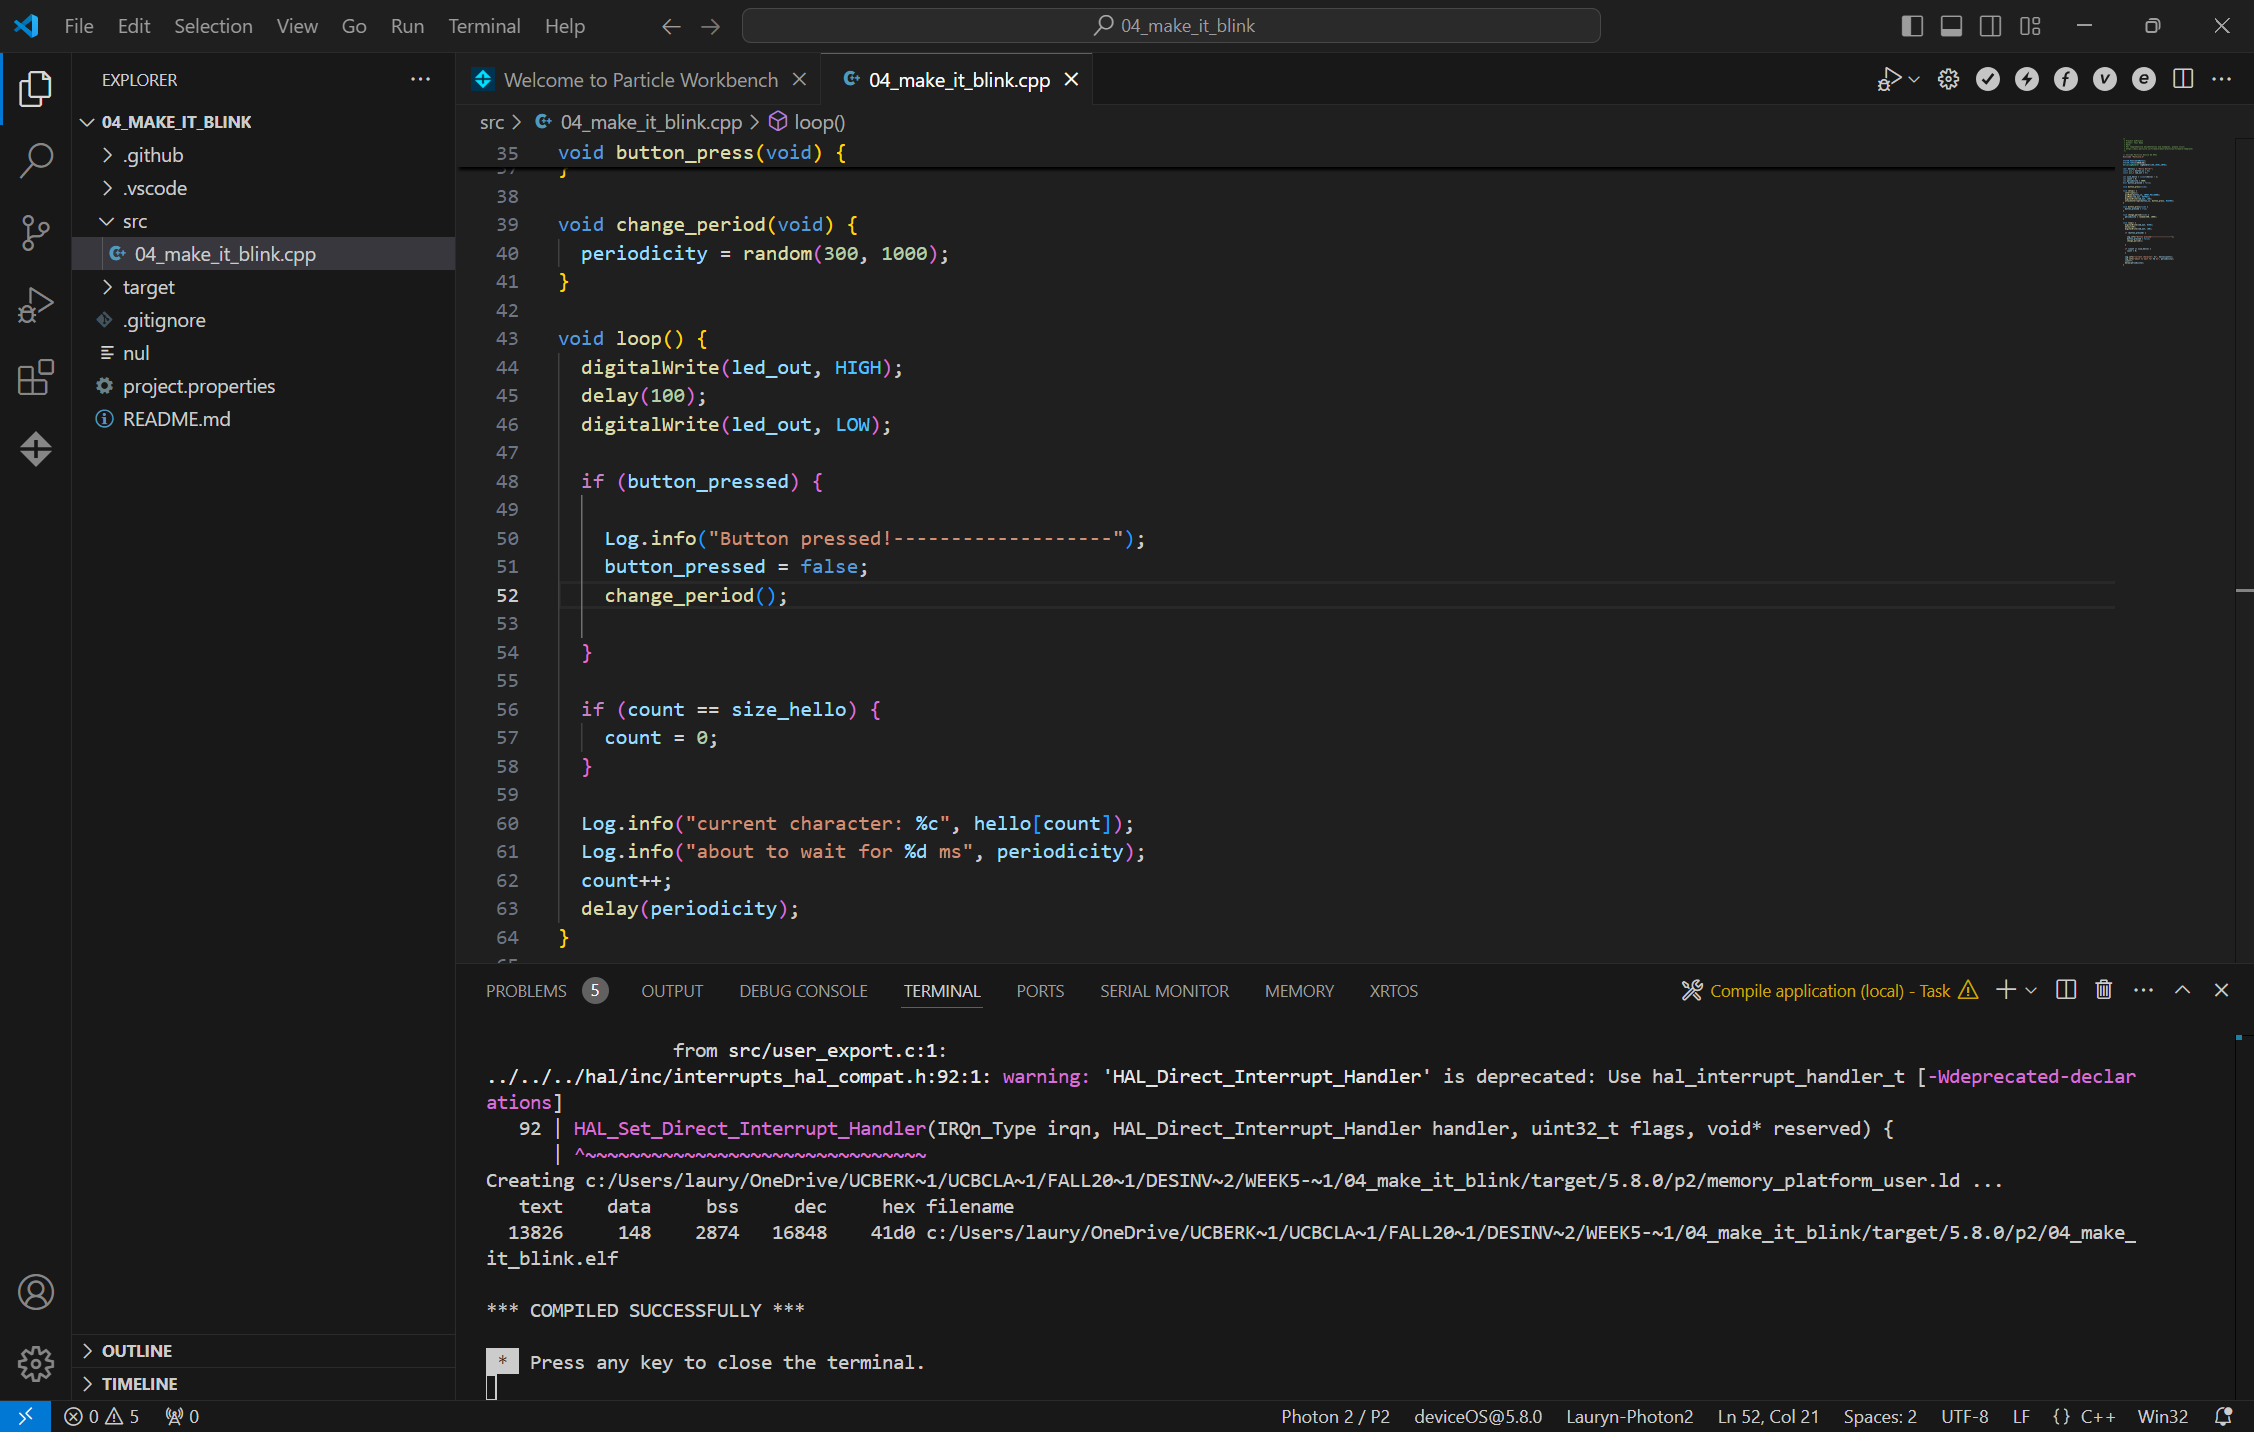 File Edit Selection View Go Run Terminal Help
04_make_it_blink
EXPLORER
04_MAKE_IT_BLINK
.github
.vscode
src
04_make_it_blink.cpp
target
.gitignore
nul
project.properties
README.md
OUTLINE
TIMELINE
Welcome to Particle Workbench
04_make_it_blink.cpp
src > 04_make_it_blink.cpp > loop()
35 void button_press(void) {
37 }
38
39 void change_period(void) {
40 periodicity = random(300, 1000);
41 }
42
43 void loop() {
44 digitalWrite(led_out, HIGH);
45 delay(100);
46 digitalWrite(led_out, LOW);
47
48 if (button_pressed) {
49
50 Log.info("Button pressed!-------------------");
51 button_pressed = false;
52 change_period();
53
54 }
55
56 if (count == size_hello) {
57 count = 0;
58 }
59
60 Log.info("current character: %c", hello[count]);
61 Log.info("about to wait for %d ms", periodicity);
62 count++;
63 delay(periodicity);
64 }
65
PROBLEMS 5 OUTPUT DEBUG CONSOLE TERMINAL PORTS SERIAL MONITOR MEMORY XRTOS
Compile application (local) - Task
from src/user_export.c:1:
../../../hal/inc/interrupts_hal_compat.h:92:1: warning: 'HAL_Direct_Interrupt_Handler' is deprecated: Use hal_interrupt_handler_t [-Wdeprecated-declar
ations]
92 | HAL_Set_Direct_Interrupt_Handler(IRQn_Type irqn, HAL_Direct_Interrupt_Handler handler, uint32_t flags, void* reserved) {
| ^~~~~~~~~~~~~~~~~~~~~~~~~~~~~~~~
Creating c:/Users/laury/OneDrive/UCBERK~1/UCBCLA~1/FALL20~1/DESINV~2/WEEK5-~1/04_make_it_blink/target/5.8.0/p2/memory_platform_user.ld ...
text data bss dec hex filename
13826 148 2874 16848 41d0 c:/Users/laury/OneDrive/UCBERK~1/UCBCLA~1/FALL20~1/DESINV~2/WEEK5-~1/04_make_it_blink/target/5.8.0/p2/04_make_
it_blink.elf
*** COMPILED SUCCESSFULLY ***
* Press any key to close the terminal.
0 5 0
Photon 2 / P2 deviceOS@5.8.0 Lauryn-Photon2 Ln 52, Col 21 Spaces: 2 UTF-8 LF {} C++ Win32